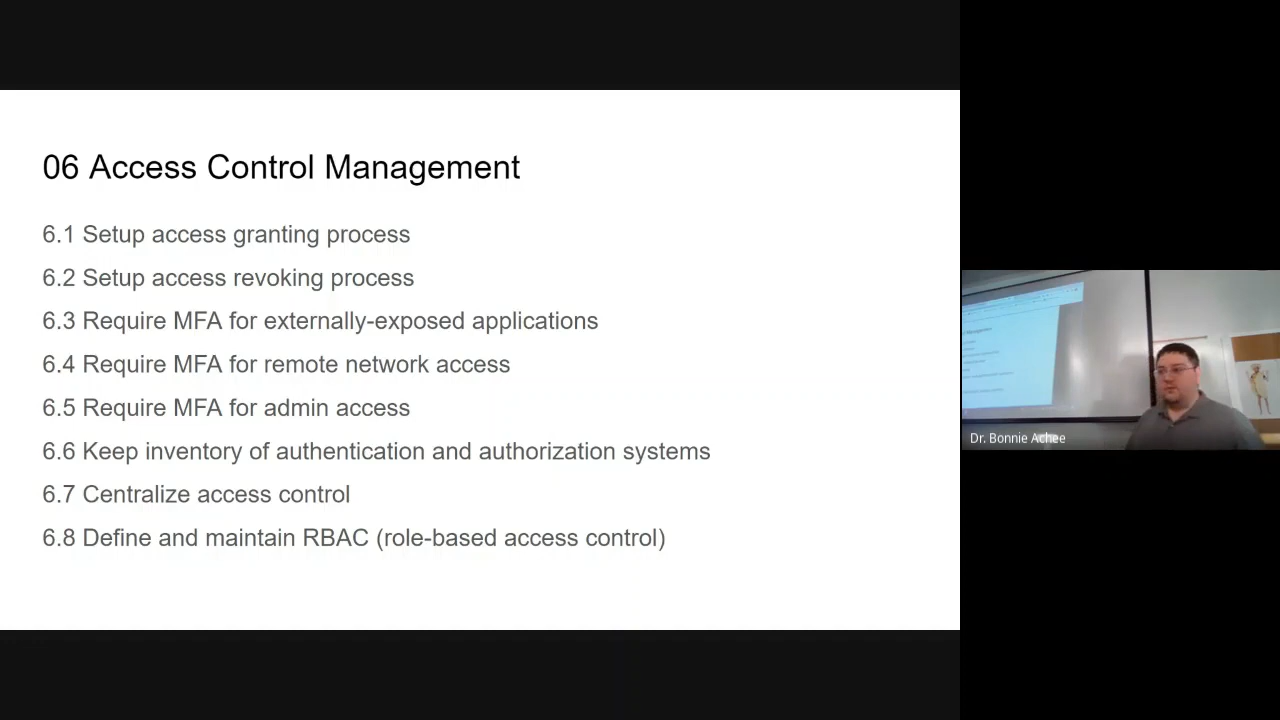 06 Access Control Management
6.1 Setup access granting process
6.2 Setup access revoking process
6.3 Require MFA for externally-exposed applications
6.4 Require MFA for remote network access
6.5 Require MFA for admin access
6.6 Keep inventory of authentication and authorization systems
6.7 Centralize access control
6.8 Define and maintain RBAC (role-based access control)
Dr. Bonnie Achee